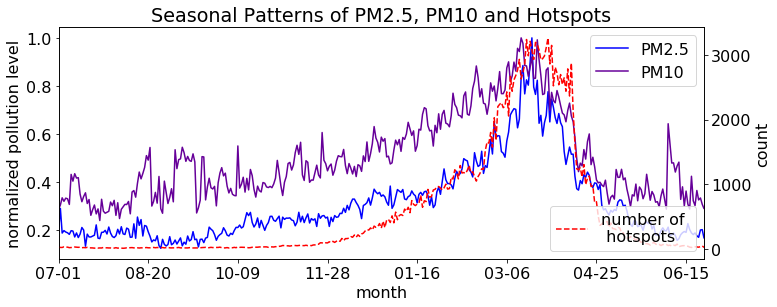 Seasonal Patterns of PM2.5, PM10 and Hotspots
normalized pollution level
1.0
0.8
0.6
0.4
0.2
PM2.5
PM10
number of
hotspots
3000
2000
1000
0
count
07-01 08-20 10-09 11-28 01-16 03-06 04-25 06-15
month